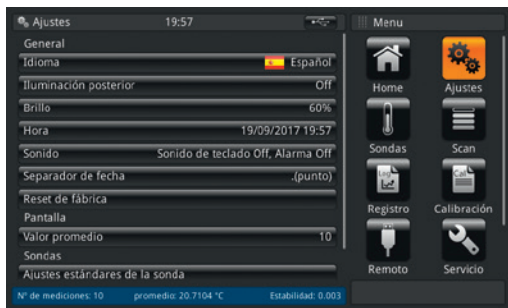 Ajustes 19:57
General
Idioma Español
Iluminación posterior Off
Brillo 60%
Hora 19/09/2017 19:57
Sonido Sonido de teclado Off, Alarma Off
Separador de fecha .(punto)
Reset de fábrica
Pantalla
Valor promedio 10
Sondas
Ajustes estándares de la sonda
Nº de mediciones: 10 promedio: 20.7104 °C Estabilidad: 0.003
Menu
Home Ajustes
Sondas Scan
Log Cal
Registro Calibración
Remoto Servicio